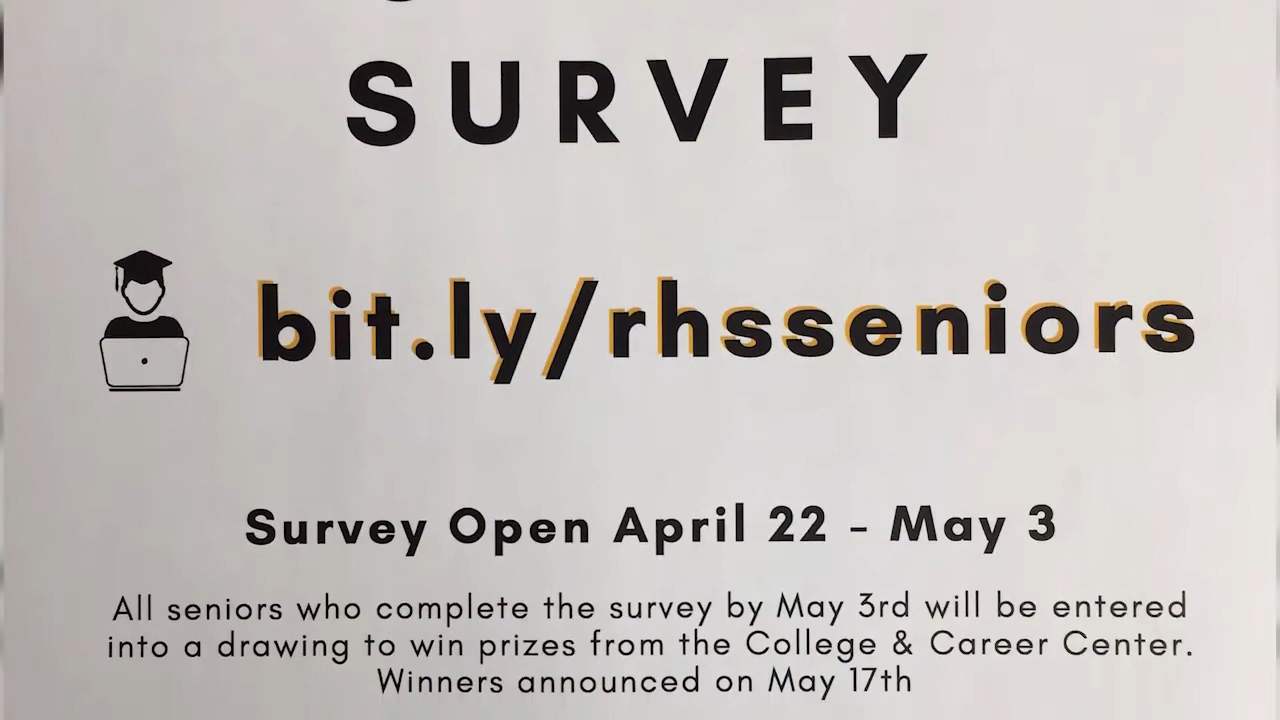 SURVEY
bit.ly/rhsseniors
Survey Open April 22 - May 3
All seniors who complete the survey by May 3rd will be entered
into a drawing to win prizes from the College & Career Center.
Winners announced on May 17th